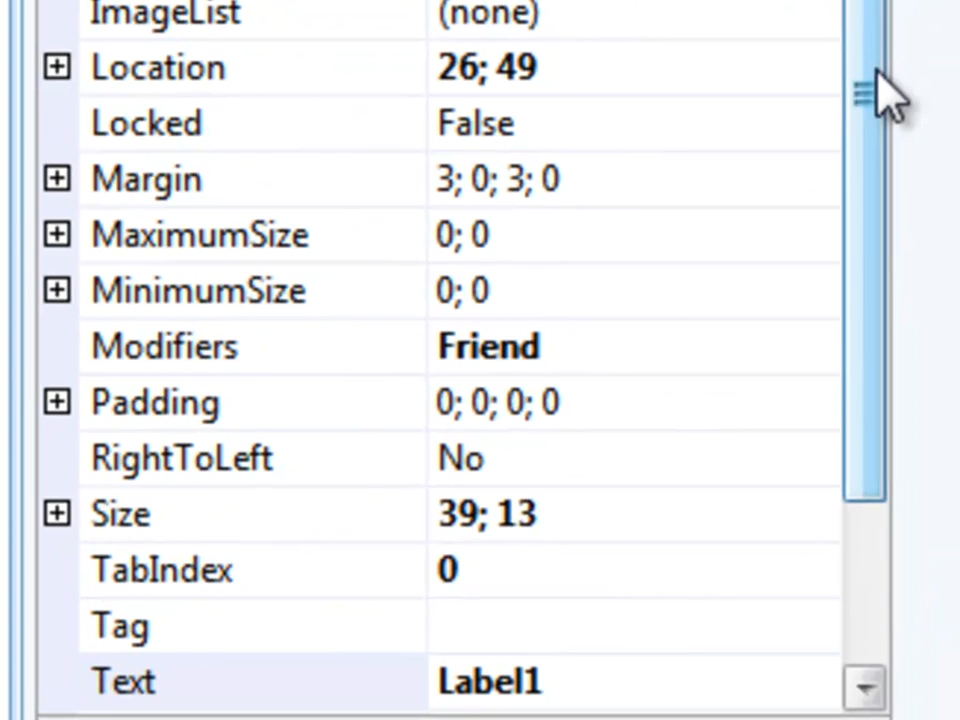 ImageList (none)
Location 26; 49
Locked False
Margin 3; 0; 3; 0
MaximumSize 0; 0
MinimumSize 0; 0
Modifiers Friend
Padding 0; 0; 0; 0
RightToLeft No
Size 39; 13
TabIndex 0
Tag
Text Label1